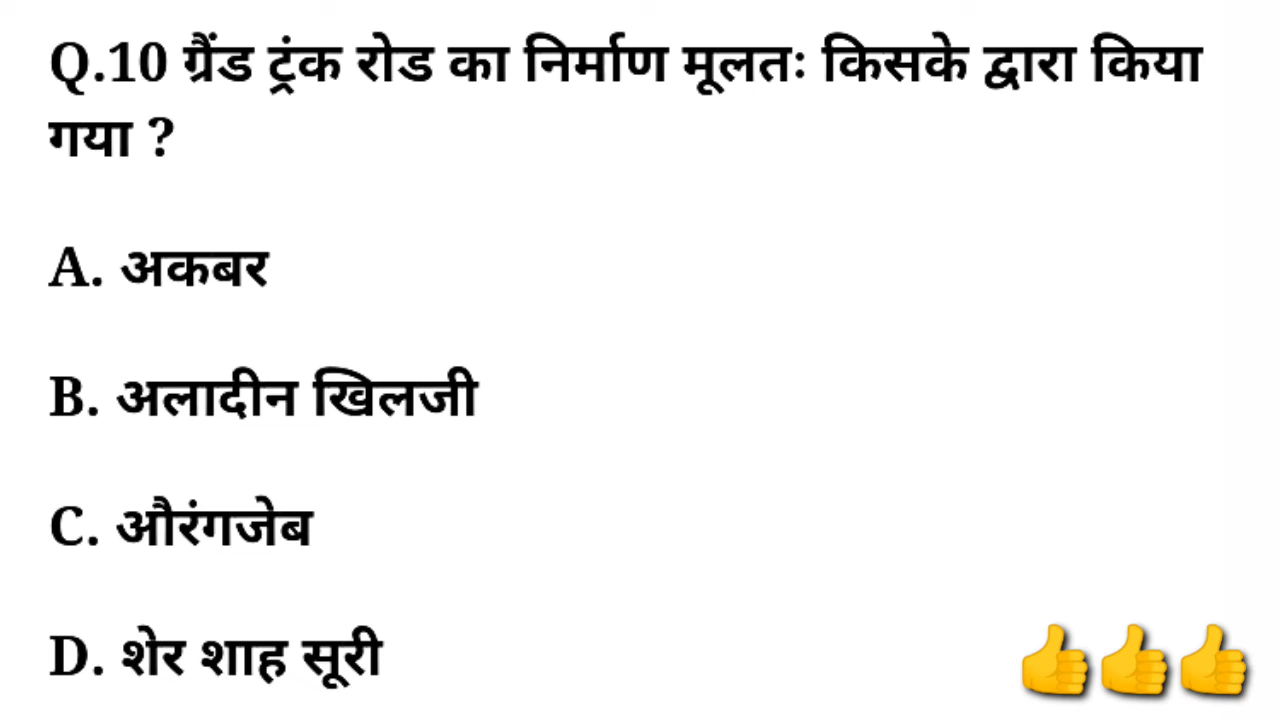 Q.10 ग्रैंड ट्रंक रोड का निर्माण मूलतः किसके द्वारा किया
गया ?
A. अकबर
B. अलादीन खिलजी
C. औरंगजेब
D. शेर शाह सूरी